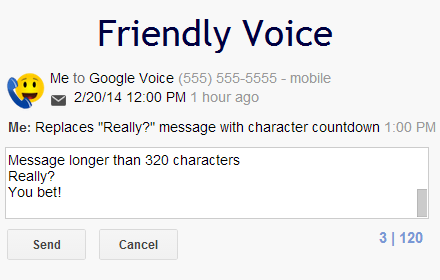 Friendly Voice
Me to Google Voice (555) 555-5555 - mobile
2/20/14 12:00 PM 1 hour ago
Me: Replaces "Really?" message with character countdown 1:00 PM
Message longer than 320 characters
Really?
You bet!
Send Cancel 3 | 120